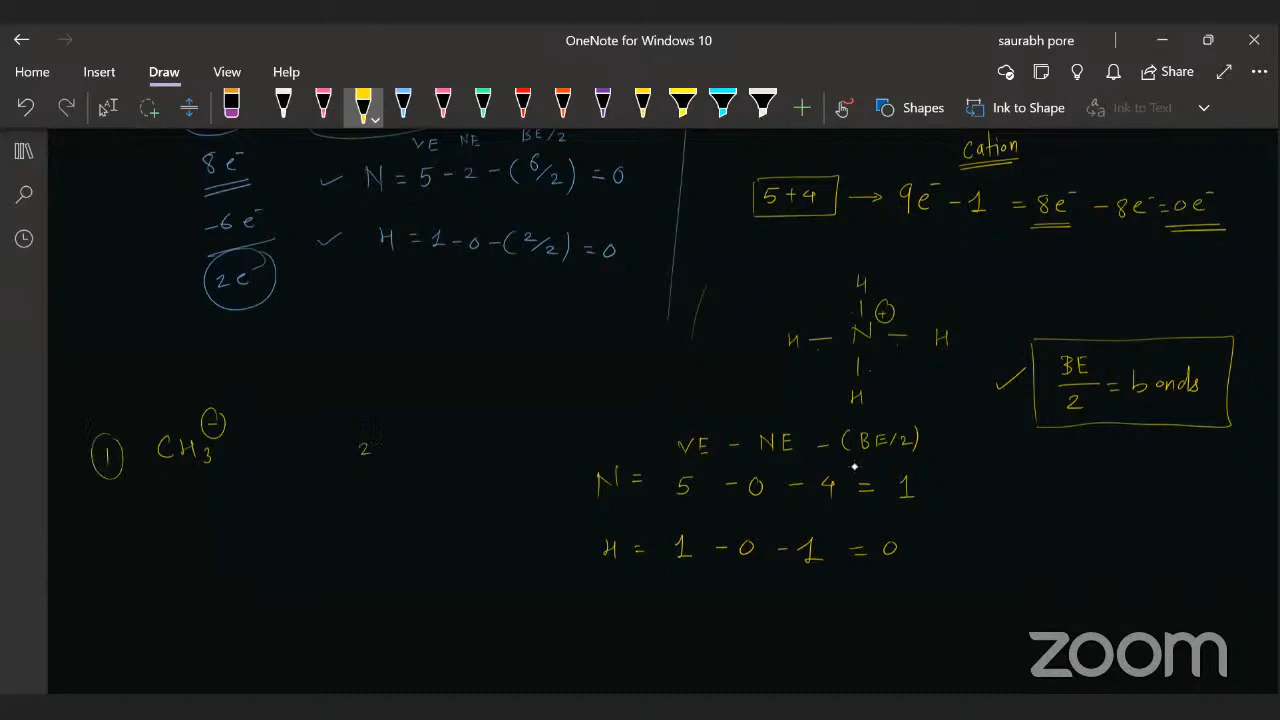 OneNote for Windows 10
saurabh pore
Home Insert Draw View Help
Share
Shapes
Ink to Shape
Ink to Text
VE NE BE/2
8e⁻
N = 5 - 2 - (6/2) = 0
-6e⁻
H = 1 - 0 - (2/2) = 0
2e⁻
Cation
5+4 → 9e⁻ - 1 = 8e⁻ - 8e⁻ = 0e⁻
H
H — N⊕ — H
H
BE/2 = bonds
① CH₃⊖
2
VE - NE - (BE/2)
N = 5 - 0 - 4 = 1
H = 1 - 0 - 1 = 0
zoom